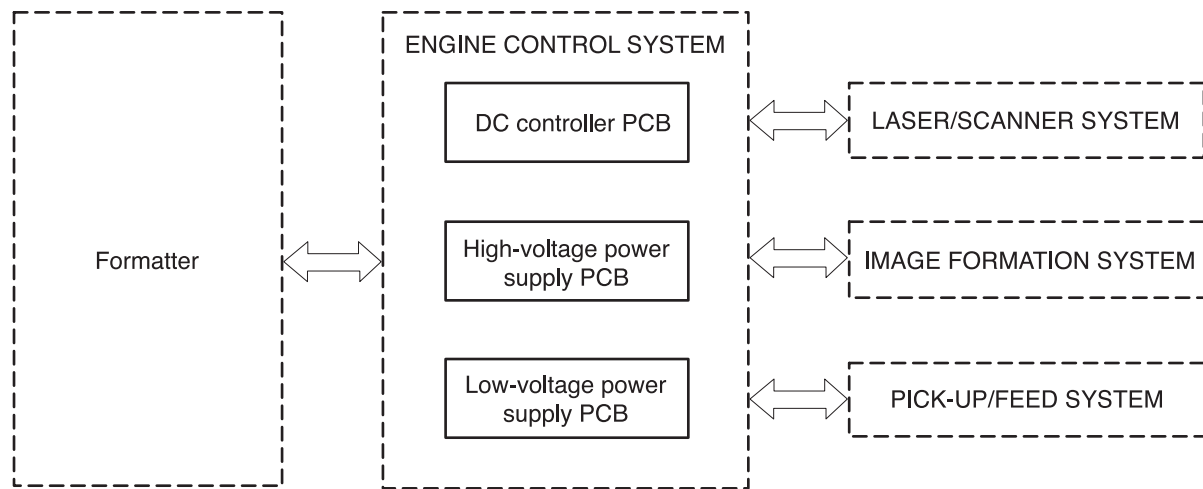 Formatter
ENGINE CONTROL SYSTEM
DC controller PCB
High-voltage power
supply PCB
Low-voltage power
supply PCB
LASER/SCANNER SYSTEM
IMAGE FORMATION SYSTEM
PICK-UP/FEED SYSTEM